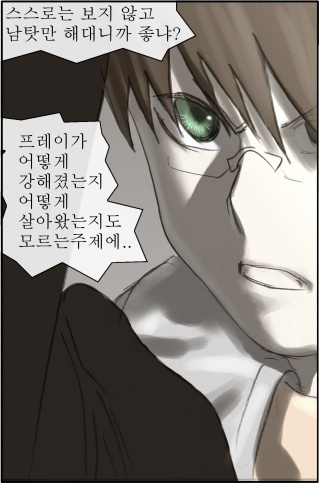 스스로는 보지 않고
남탓만 해대니까 좋냐?
프레이가
어떻게
강해졌는지
어떻게
살아왔는지도
모르는주제에..